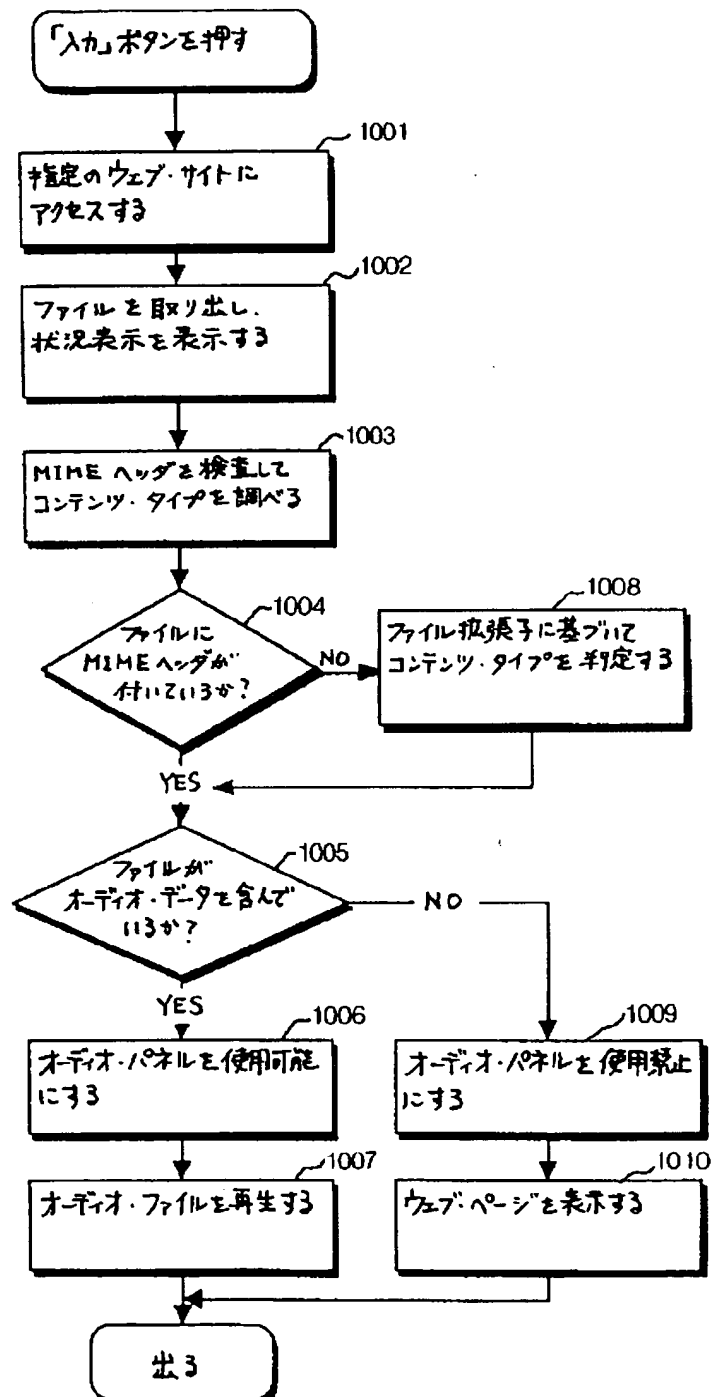 「入力」ボタンを押す
1001
指定のウェブ・サイトに
アクセスする
1002
ファイルを取り出し、
状況表示を表示する
1003
MIMEヘッダを検査して
コンテンツ・タイプを調べる
1004
ファイルに
MIMEヘッダが
付いているか?
NO
1008
ファイル拡張子に基づいて
コンテンツ・タイプを判定する
YES
1005
ファイルが
オーディオ・データを含んで
いるか?
NO
YES
1006
オーディオ・パネルを使用可能
にする
1009
オーディオ・パネルを使用禁止
にする
1007
オーディオ・ファイルを再生する
1010
ウェブ・ページを表示する
出る